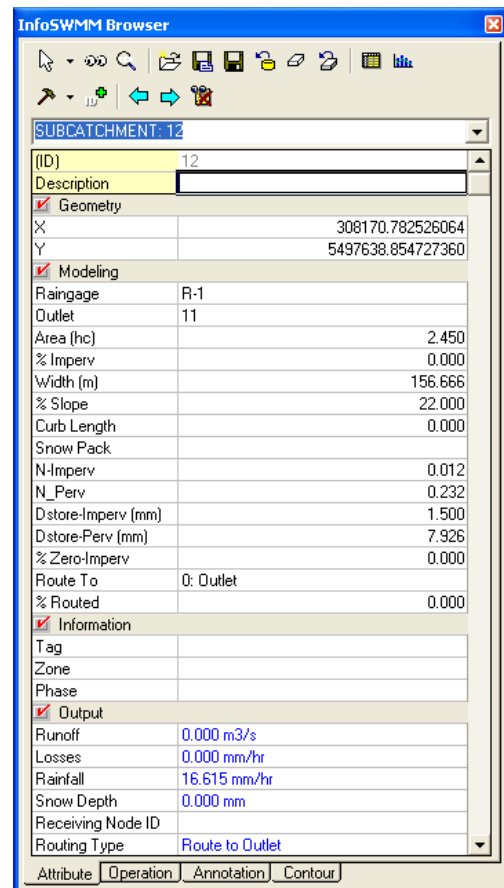 InfoSWMM Browser
SUBCATCHMENT: 12
(ID) 12
Description
Geometry
X 308170.782526064
Y 5497638.854727360
Modeling
Raingage R-1
Outlet 11
Area (hc) 2.450
% Imperv 0.000
Width (m) 156.666
% Slope 22.000
Curb Length 0.000
Snow Pack
N-Imperv 0.012
N_Perv 0.232
Dstore-Imperv (mm) 1.500
Dstore-Perv (mm) 7.926
% Zero-Imperv 0.000
Route To 0: Outlet
% Routed 0.000
Information
Tag
Zone
Phase
Output
Runoff 0.000 m3/s
Losses 0.000 mm/hr
Rainfall 16.615 mm/hr
Snow Depth 0.000 mm
Receiving Node ID
Routing Type Route to Outlet
Attribute Operation Annotation Contour